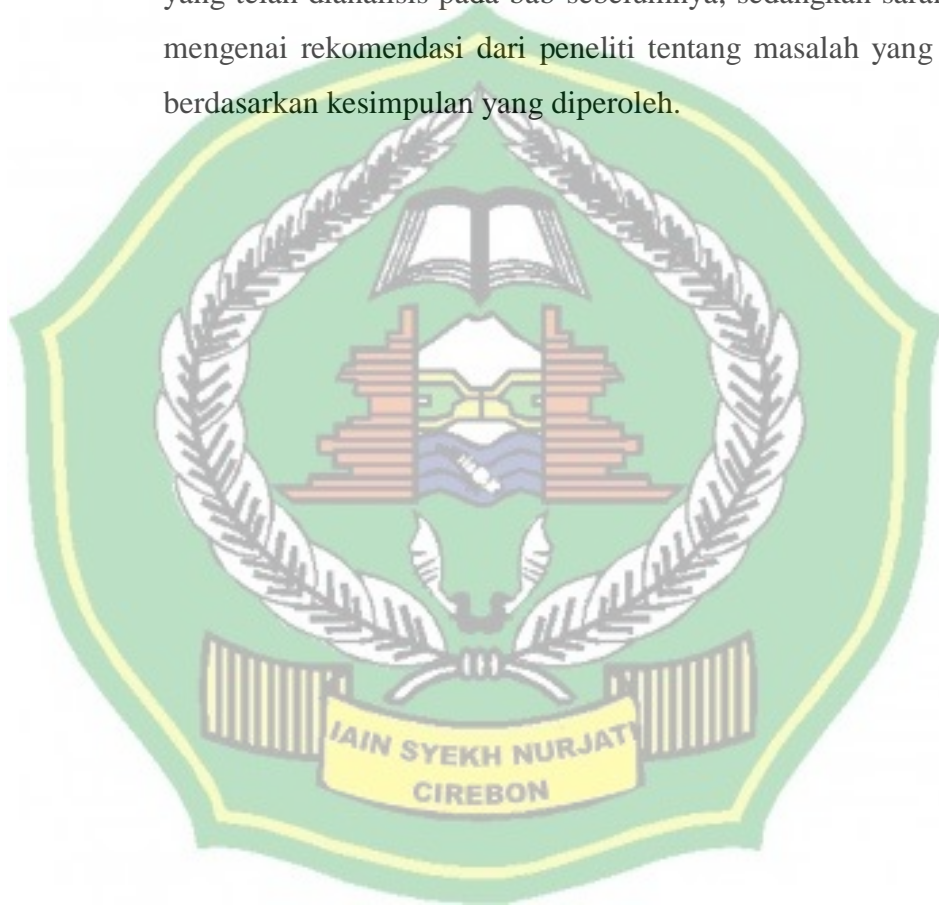 yang telah dianalisis pada bab sebelumnya, sedangkan
mengenai rekomendasi dari peneliti tentang masalah yang
berdasarkan kesimpulan yang diperoleh.
IAIN SYEKH NURJATI
CIREBON